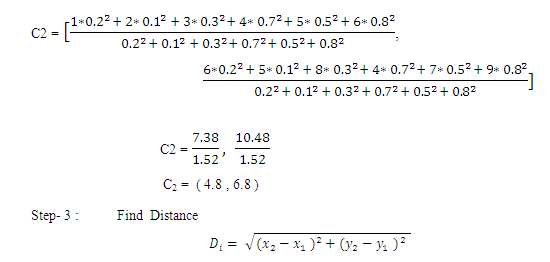 C2 = [(1*0.2² + 2*0.1² + 3*0.3² + 4*0.7² + 5*0.5² + 6*0.8²)/(0.2² + 0.1² + 0.3² + 0.7² + 0.5² + 0.8²),
(6*0.2² + 5*0.1² + 8*0.3² + 4*0.7² + 7*0.5² + 9*0.8²)/(0.2² + 0.1² + 0.3² + 0.7² + 0.5² + 0.8²)]
C2 = 7.38/1.52, 10.48/1.52
C₂ = (4.8 , 6.8)
Step- 3 : Find Distance
Dᵢ = √((x₂ − x₁)² + (y₂ − y₁)²)